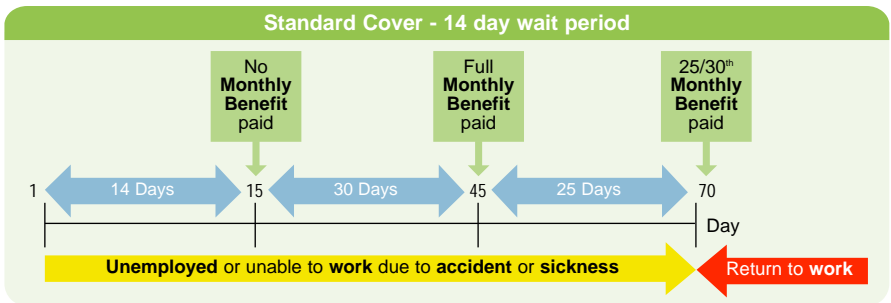 Standard Cover - 14 day wait period
No
Monthly
Benefit
paid
Full
Monthly
Benefit
paid
25/30th
Monthly
Benefit
paid
1 14 Days 15 30 Days 45 25 Days 70
Day
Unemployed or unable to work due to accident or sickness
Return to work